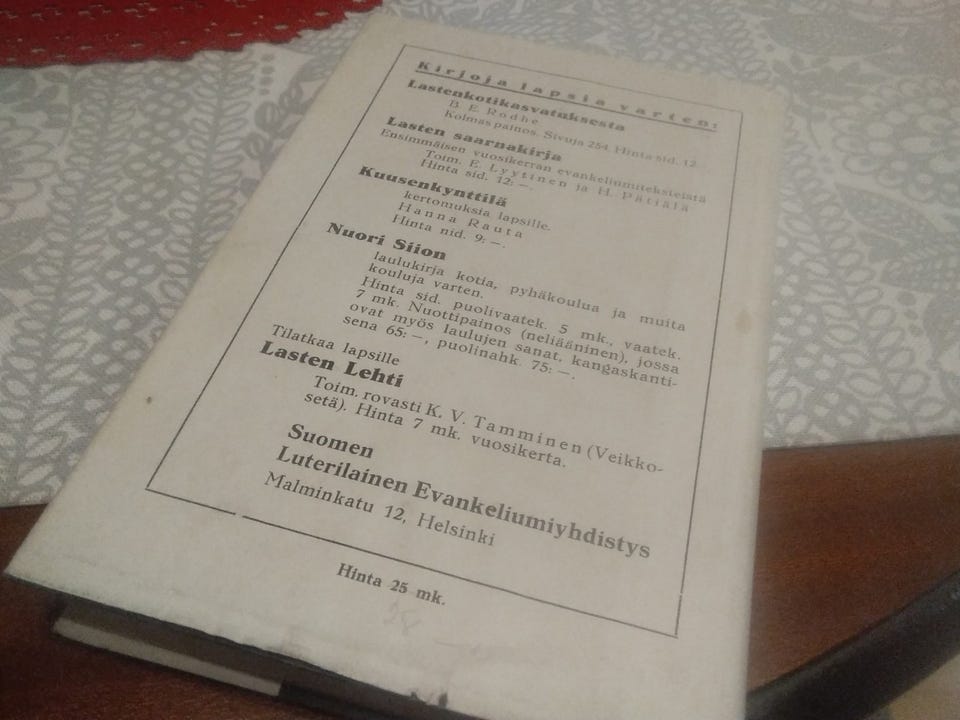 Kirjoja lapsia varten:
Lastenkotikasvatuksesta
B. E. Rodhe
Kolmas painos. Sivuja 254. Hinta sid. 12
Lasten saarnakirja
Ensimmäisen vuosikerran evankeliumiteksteistä
Toim. E. Lyytinen ja H. Pätiälä
Hinta sid. 12:—.
Kuusenkynttilä
kertomuksia lapsille.
Hanna Rauta
Hinta nid. 9:—.
Nuori Siion
laulukirja kotia, pyhäkoulua ja muita
kouluja varten.
Hinta sid. puolivaatek. 5 mk., vaatek.
7 mk. Nuottipainos (neliääninen), jossa
ovat myös laulujen sanat, kangaskanti-
sena 65:—, puolinahk. 75:—.
Tilatkaa lapsille
Lasten Lehti
Toim. rovasti K. V. Tamminen (Veikko-
setä). Hinta 7 mk. vuosikerta.
Suomen
Luterilainen Evankeliumiyhdistys
Malminkatu 12, Helsinki
Hinta 25 mk.